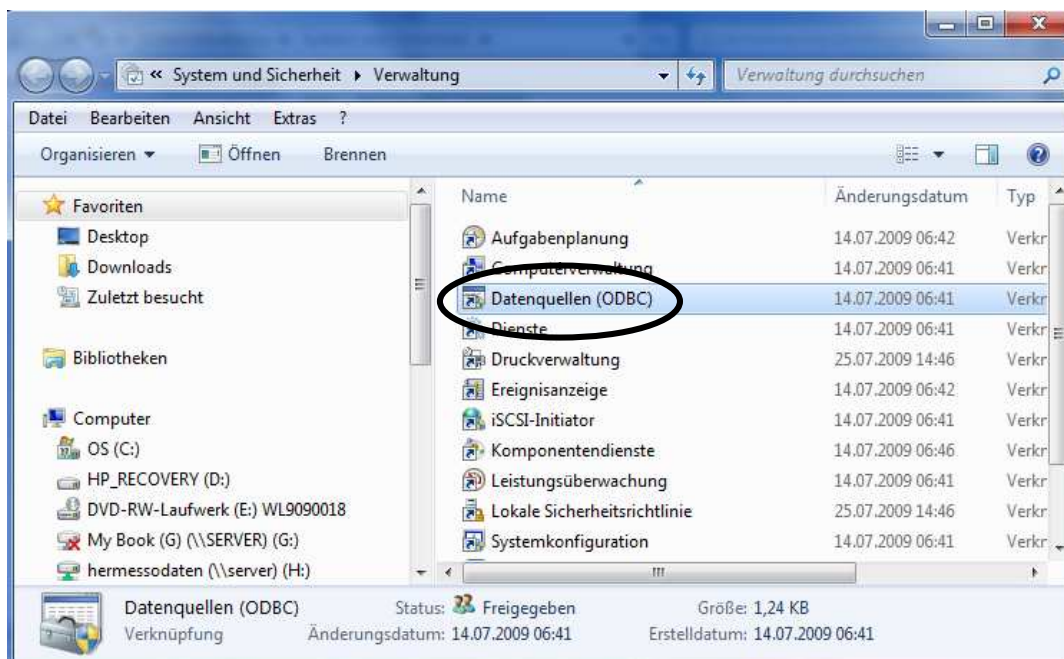 « System und Sicherheit ▸ Verwaltung
Verwaltung durchsuchen
Datei Bearbeiten Ansicht Extras ?
Organisieren Öffnen Brennen
Name Änderungsdatum Typ
Favoriten
Desktop
Downloads
Zuletzt besucht
Bibliotheken
Computer
OS (C:)
HP_RECOVERY (D:)
DVD-RW-Laufwerk (E:) WL9090018
My Book (G) (\\SERVER) (G:)
hermessodaten (\\server) (H:)
Aufgabenplanung 14.07.2009 06:42 Verkr
Computerverwaltung 14.07.2009 06:41 Verkr
Datenquellen (ODBC) 14.07.2009 06:41 Verkr
Dienste 14.07.2009 06:41 Verkr
Druckverwaltung 25.07.2009 14:46 Verkr
Ereignisanzeige 14.07.2009 06:42 Verkr
iSCSI-Initiator 14.07.2009 06:41 Verkr
Komponentendienste 14.07.2009 06:46 Verkr
Leistungsüberwachung 14.07.2009 06:41 Verkr
Lokale Sicherheitsrichtlinie 25.07.2009 14:46 Verkr
Systemkonfiguration 14.07.2009 06:41 Verkr
Datenquellen (ODBC) Status: Freigegeben Größe: 1,24 KB
Verknüpfung Änderungsdatum: 14.07.2009 06:41 Erstelldatum: 14.07.2009 06:41